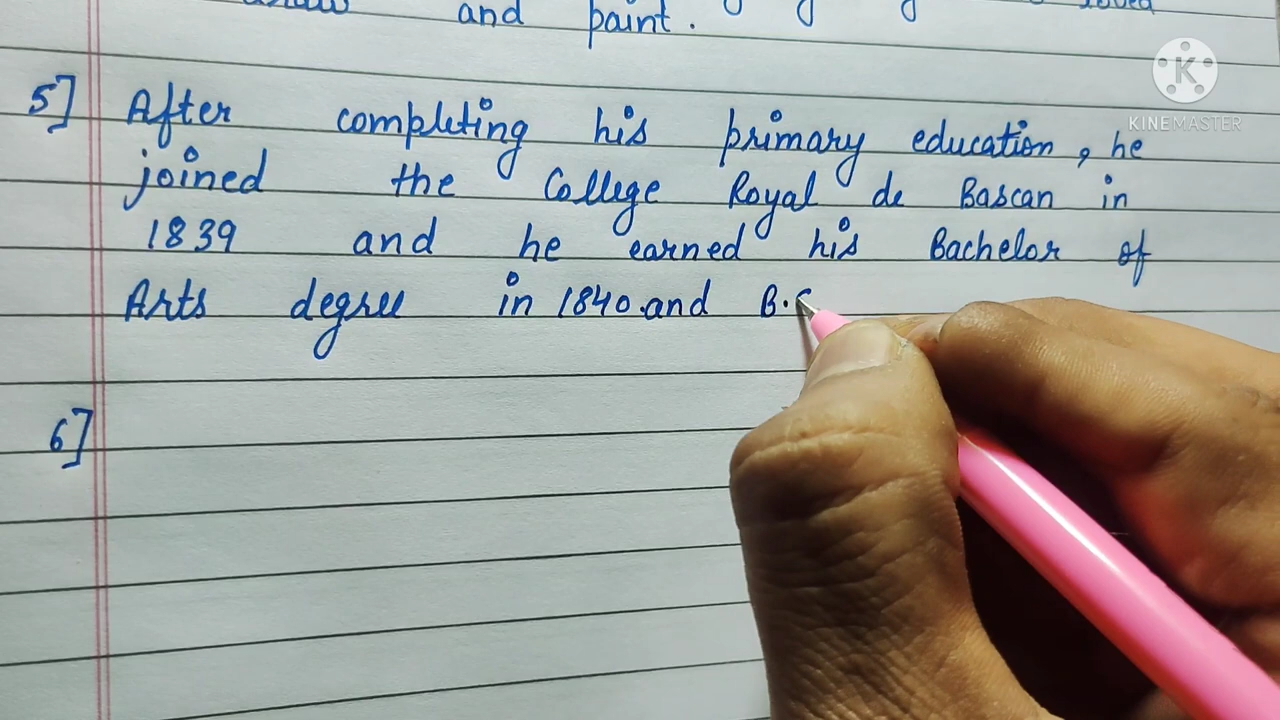 and paint.
5] After completing his primary education, he
joined the College Royal de Bascan in
1839 and he earned his Bachelor of
Arts degree in 1840.and B.
6]
K
KINEMASTER